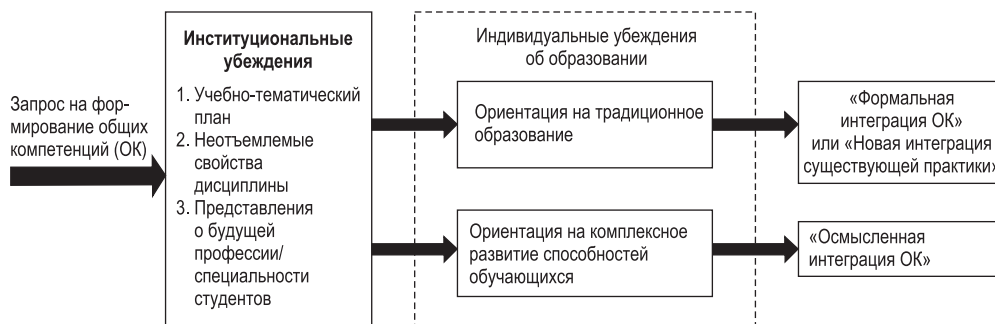 Запрос на фор-
мирование общих
компетенций (ОК)
Институциональные
убеждения
1. Учебно-тематический
план
2. Неотъемлемые
свойства
дисциплины
3. Представления
о будущей
профессии/
специальности
студентов
Индивидуальные убеждения
об образовании
Ориентация на традиционное
образование
Ориентация на комплексное
развитие способностей
обучающихся
«Формальная
интеграция ОК»
или «Новая интеграция
существующей практики»
«Осмысленная
интеграция ОК»